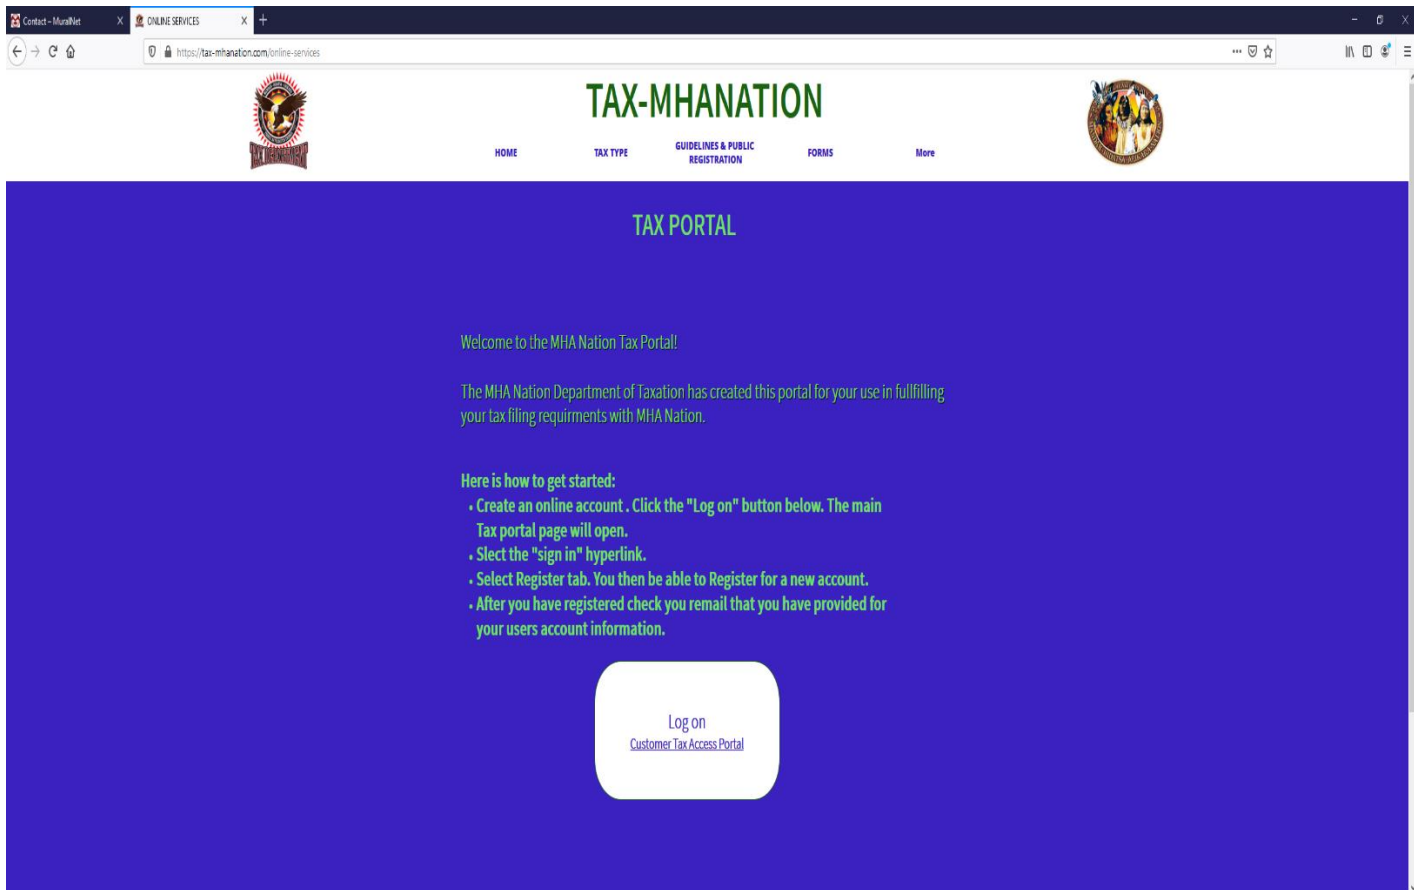 Contact – MuralNet
ONLINE SERVICES
https://tax-mhanation.com/online-services
TAX DEPARTMENT
TAX-MHANATION
HOME
TAX TYPE
GUIDELINES & PUBLIC
REGISTRATION
FORMS
More
TAX PORTAL
Welcome to the MHA Nation Tax Portal!
The MHA Nation Department of Taxation has created this portal for your use in fullfilling
your tax filing requirments with MHA Nation.
Here is how to get started:
• Create an online account . Click the "Log on" button below. The main
Tax portal page will open.
• Slect the "sign in" hyperlink.
• Select Register tab. You then be able to Register for a new account.
• After you have registered check you remail that you have provided for
your users account information.
Log on
Customer Tax Access Portal